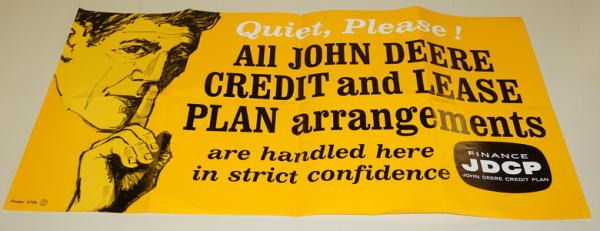 Quiet, Please!
All JOHN DEERE
CREDIT and LEASE
PLAN arrangements
are handled here
in strict confidence
FINANCE
JDCP
JOHN DEERE CREDIT PLAN